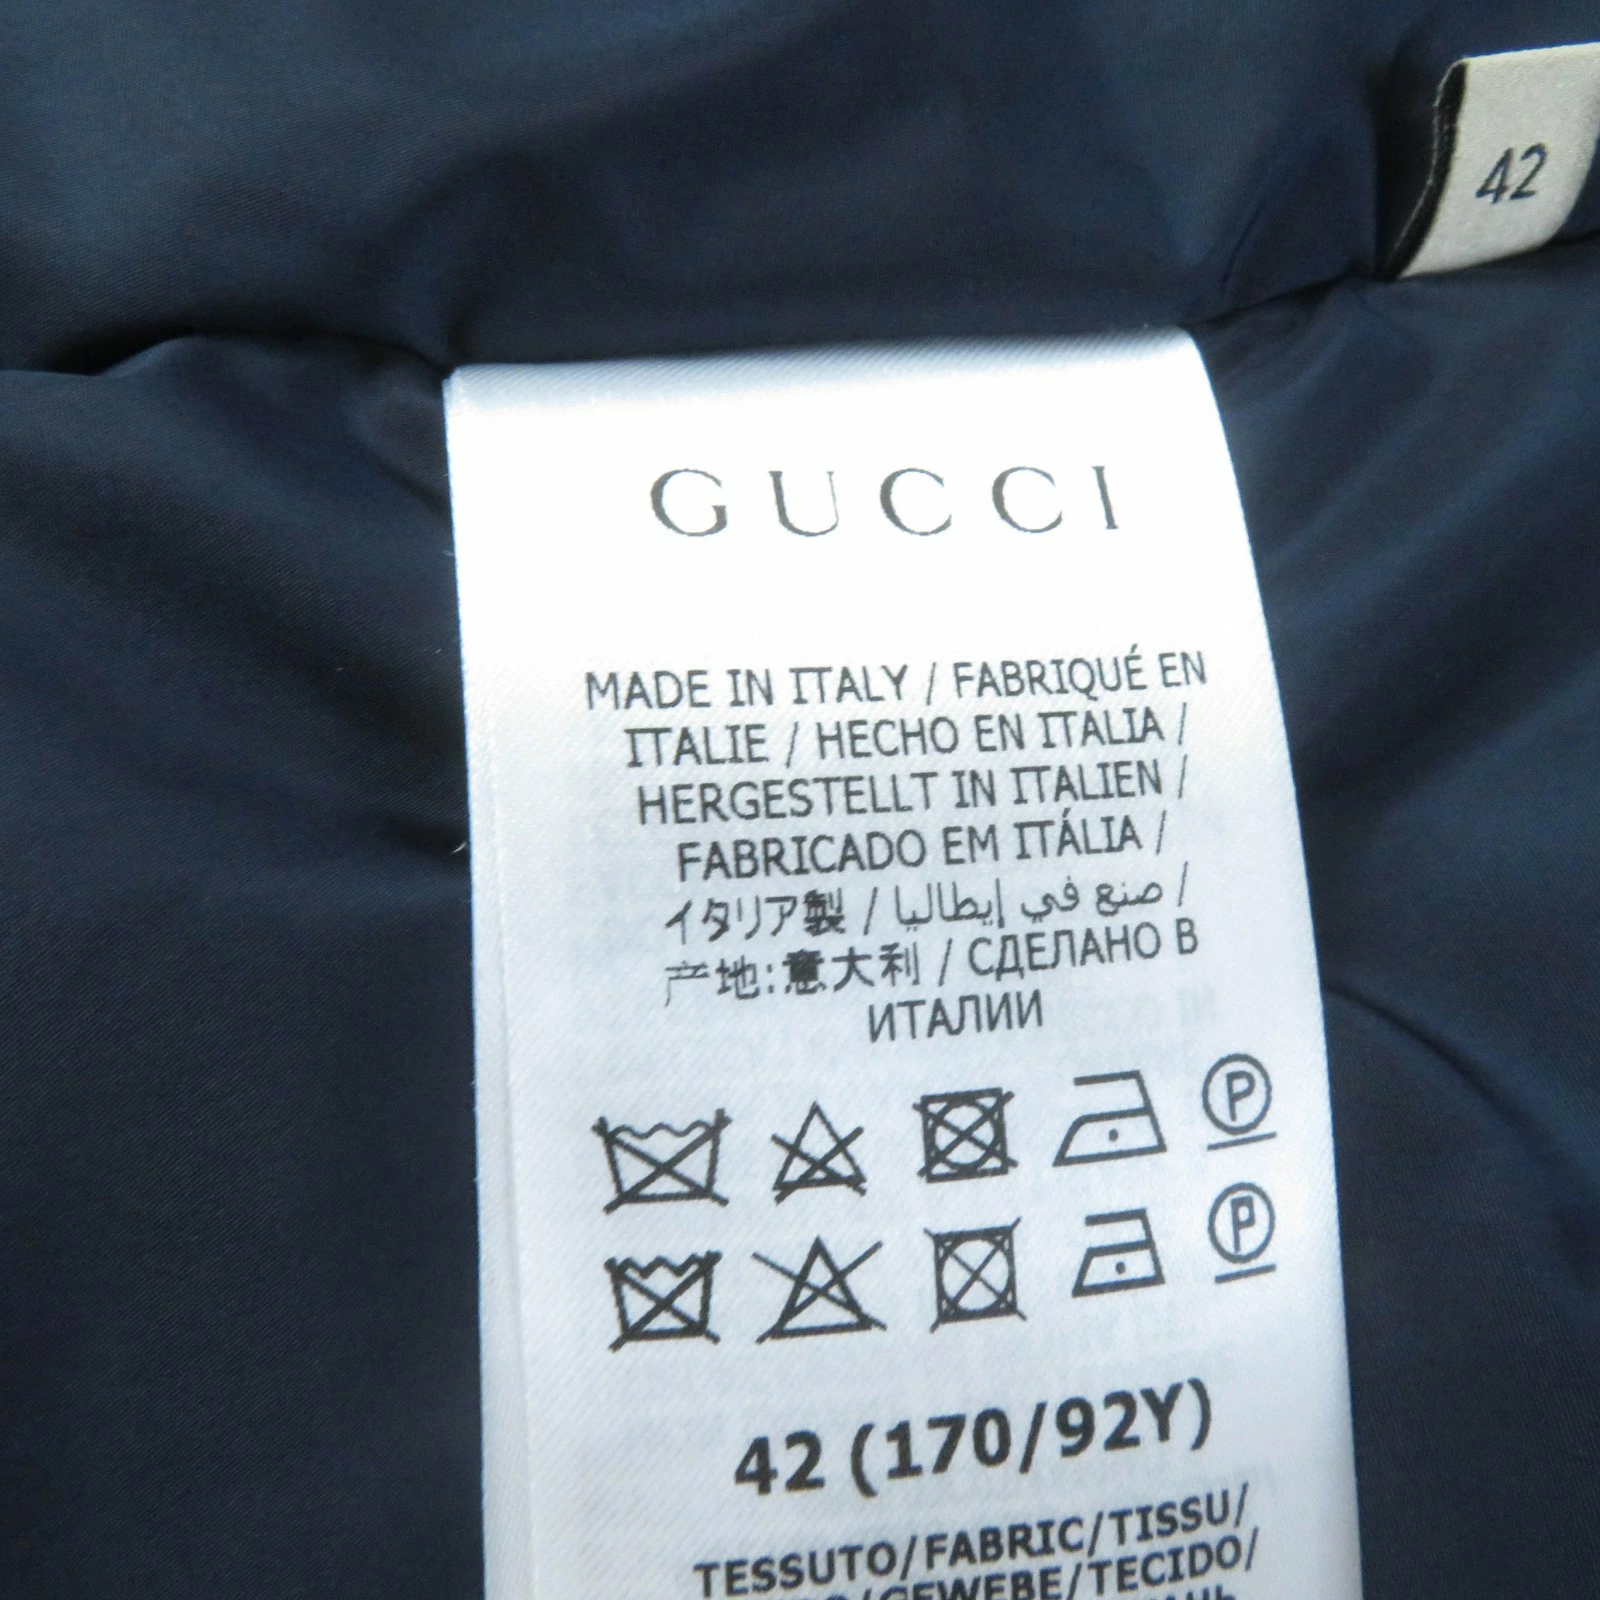 42
GUCCI
MADE IN ITALY / FABRIQUÉ EN
ITALIE / HECHO EN ITALIA /
HERGESTELLT IN ITALIEN /
FABRICADO EM ITÁLIA /
イタリア製 / صنع في إيطاليا /
产地:意大利 / СДЕЛАНО В
ИТАЛИИ
P
P
42 (170/92Y)
TESSUTO/FABRIC/TISSU/
/GEWEBE/TECIDO/